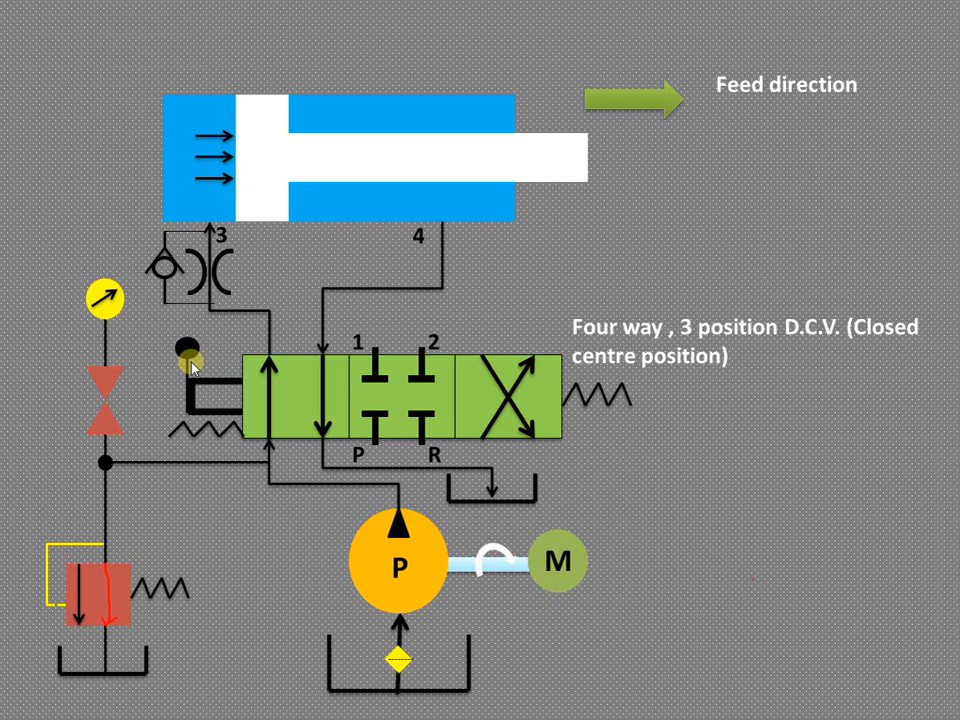 Feed direction
3
4
Four way , 3 position D.C.V. (Closed
centre position)
1 2
P R
P
M